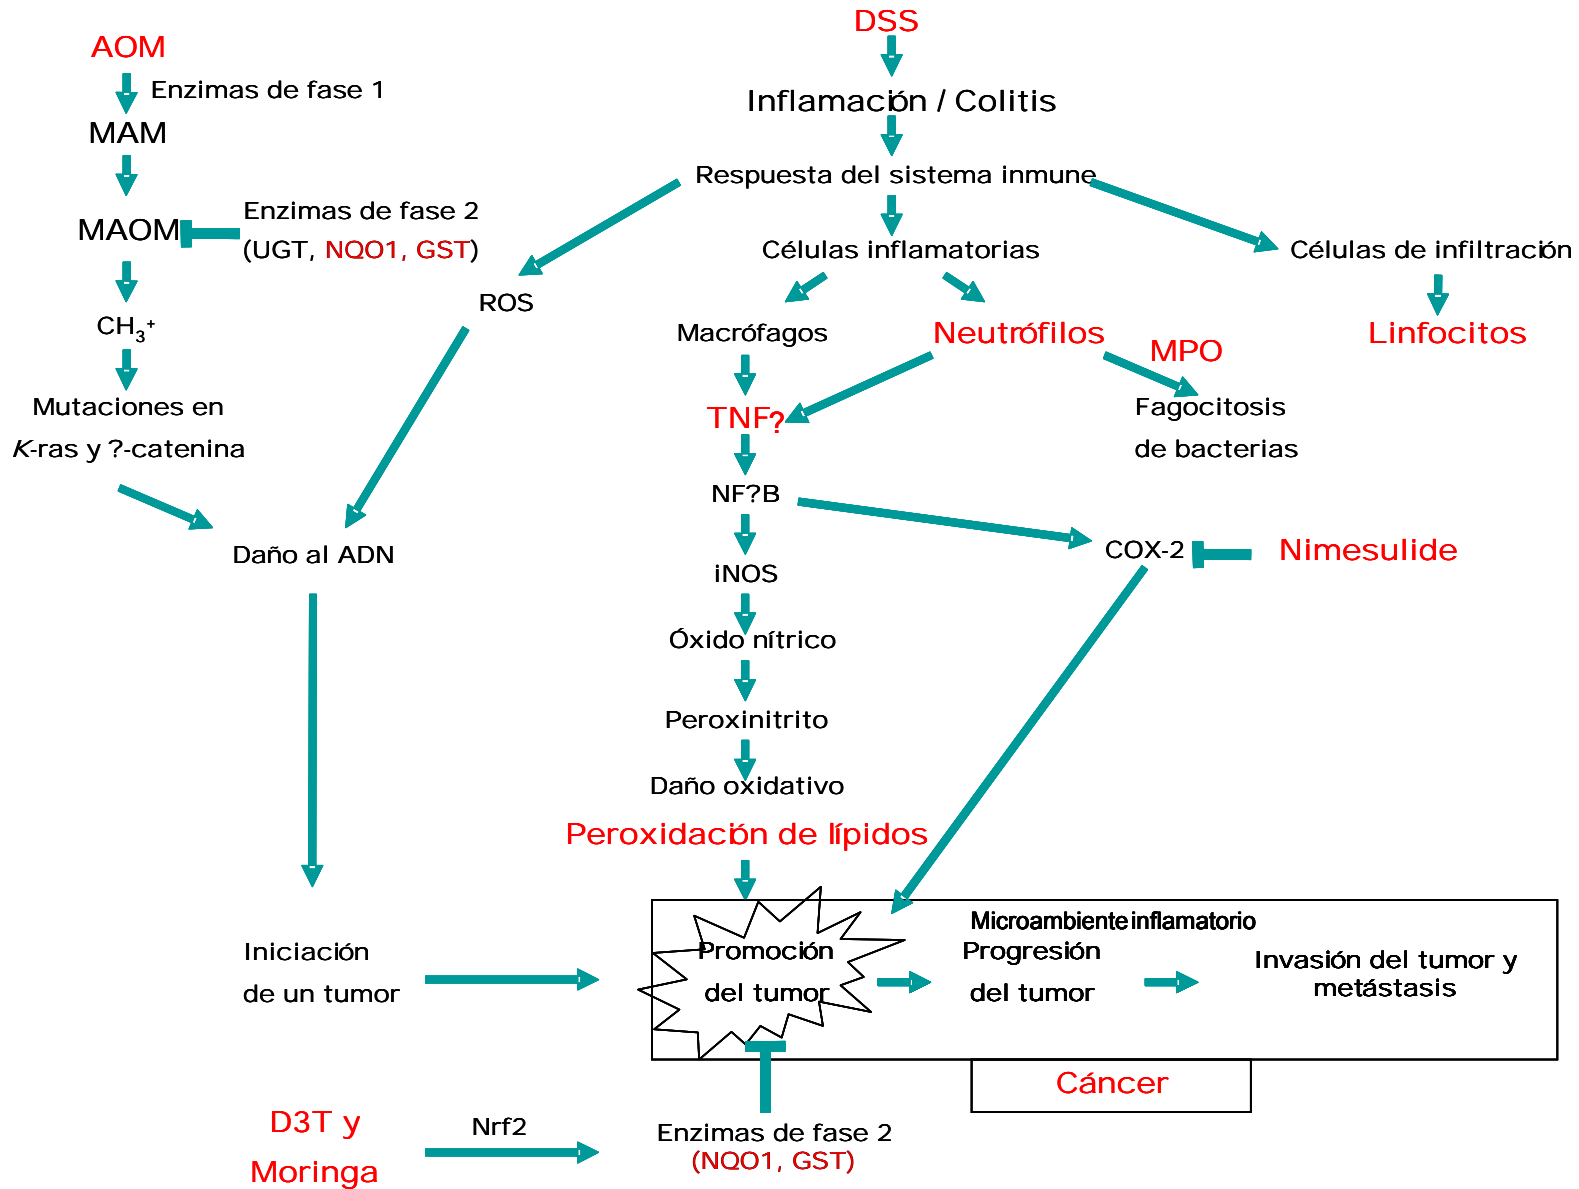 DSS
AOM
Enzimas de fase 1
Inflamación / Colitis
MAM
Respuesta del sistema inmune
Enzimas de fase 2
MAOM
(UGT, NQO1, GST)
Células inflamatorias
Células de infiltración
ROS
CH3+
Macrófagos
Neutrófilos
Linfocitos
MPO
Mutaciones en
K-ras y ?-catenina
TNF?
Fagocitosis
de bacterias
NF?B
Daño al ADN
COX-2
Nimesulide
iNOS
Óxido nítrico
Peroxinitrito
Daño oxidativo
Peroxidación de lípidos
Microambiente inflamatorio
Iniciación
de un tumor
Promoción
del tumor
Progresión
del tumor
Invasión del tumor y
metástasis
Cáncer
D3T y
Moringa
Nrf2
Enzimas de fase 2
(NQO1, GST)